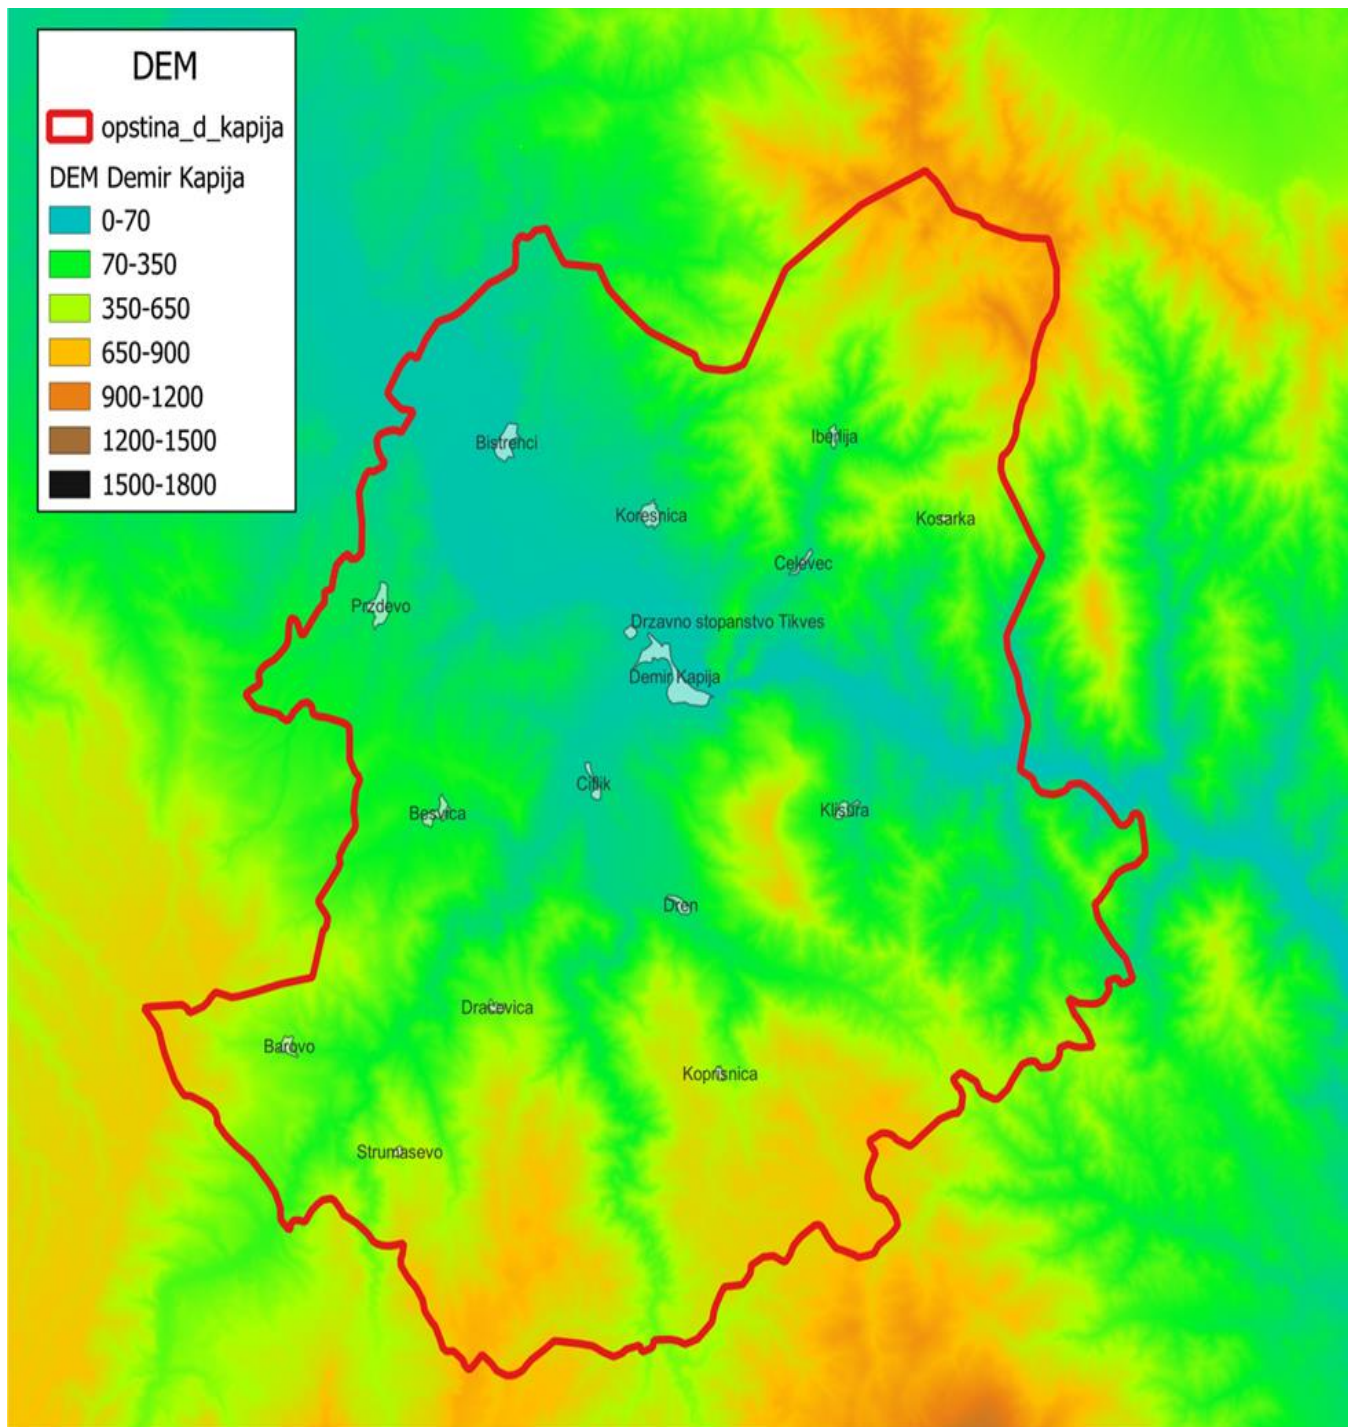 DEM
opstina_d_kapija
DEM Demir Kapija
0-70
70-350
350-650
650-900
900-1200
1200-1500
1500-1800
Bistrenci
Iberlija
Koresnica
Kosarka
Celevec
Przdevo
Drzavno stopanstvo Tikves
Demir Kapija
Ciflik
Besvica
Klisura
Dren
Dracevica
Barovo
Koprisnica
Strumasevo